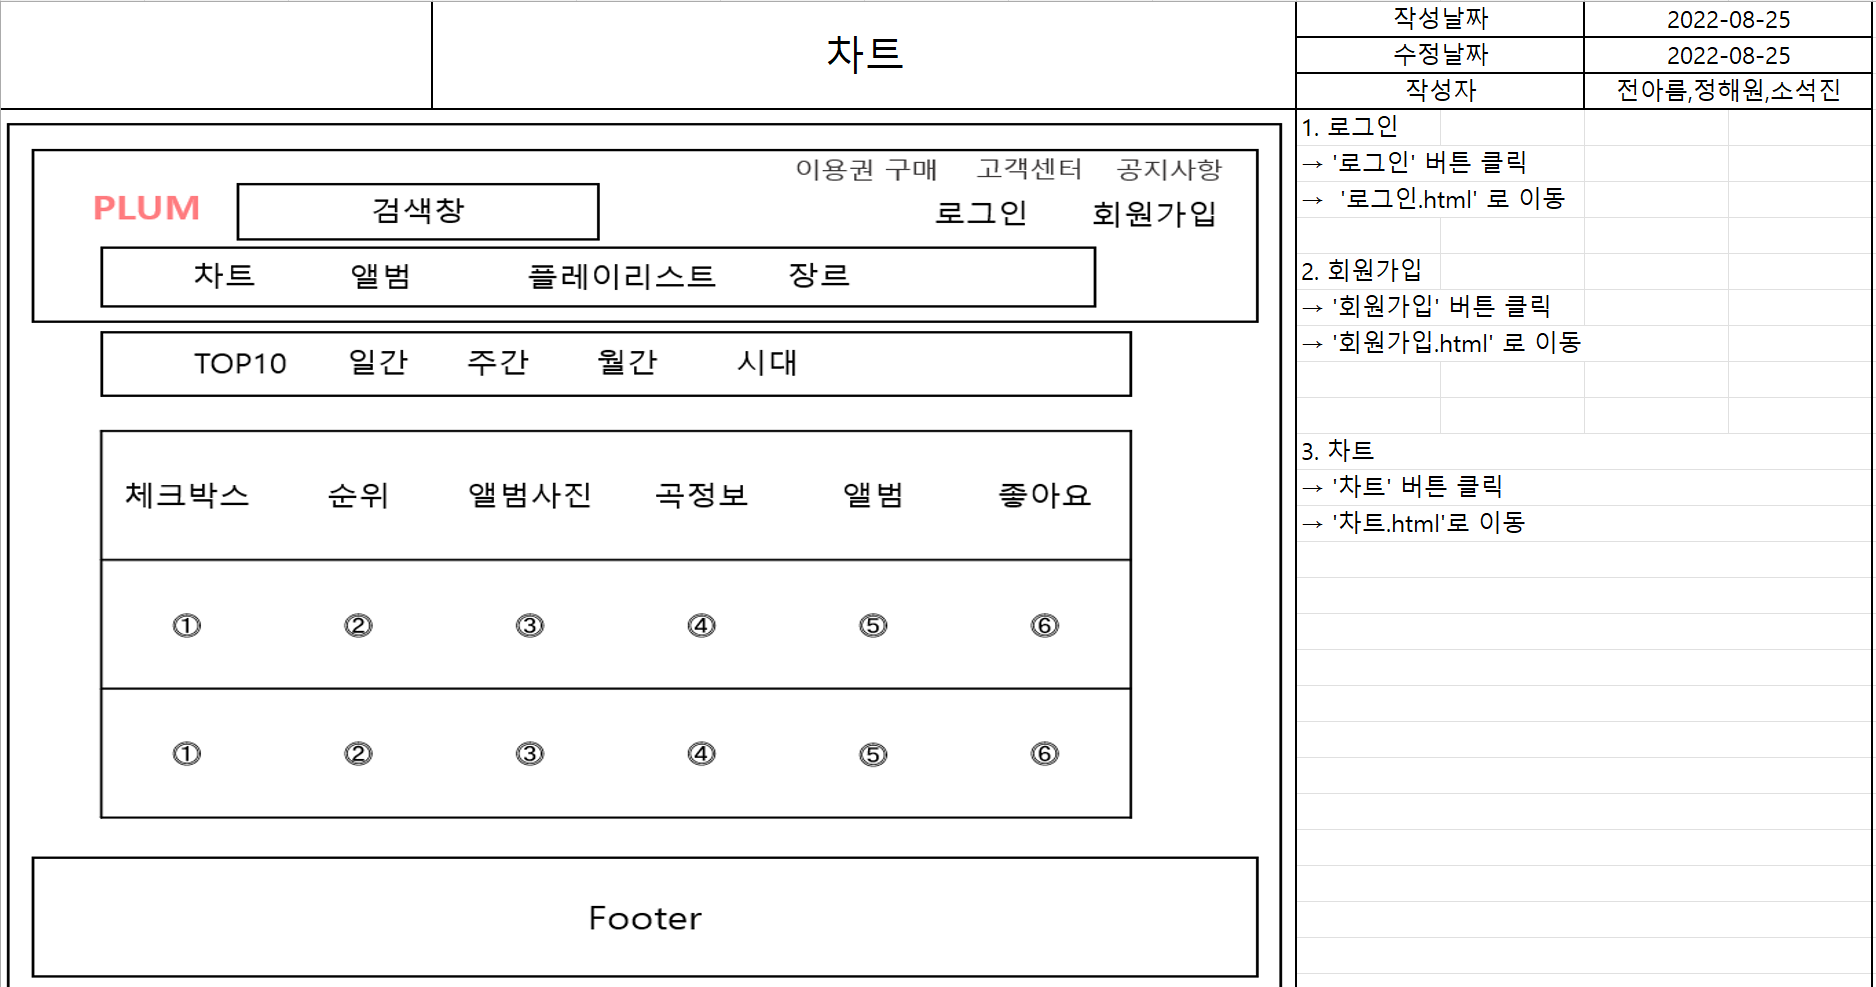 차트
작성날짜 2022-08-25
수정날짜 2022-08-25
작성자 전아름,정해원,소석진
이용권 구매 고객센터 공지사항
PLUM 검색창 로그인 회원가입
차트 앨범 플레이리스트 장르
TOP10 일간 주간 월간 시대
체크박스 순위 앨범사진 곡정보 앨범 좋아요
① ② ③ ④ ⑤ ⑥
① ② ③ ④ ⑤ ⑥
Footer
1. 로그인
→ '로그인' 버튼 클릭
→ '로그인.html' 로 이동
2. 회원가입
→ '회원가입' 버튼 클릭
→ '회원가입.html' 로 이동
3. 차트
→ '차트' 버튼 클릭
→ '차트.html'로 이동